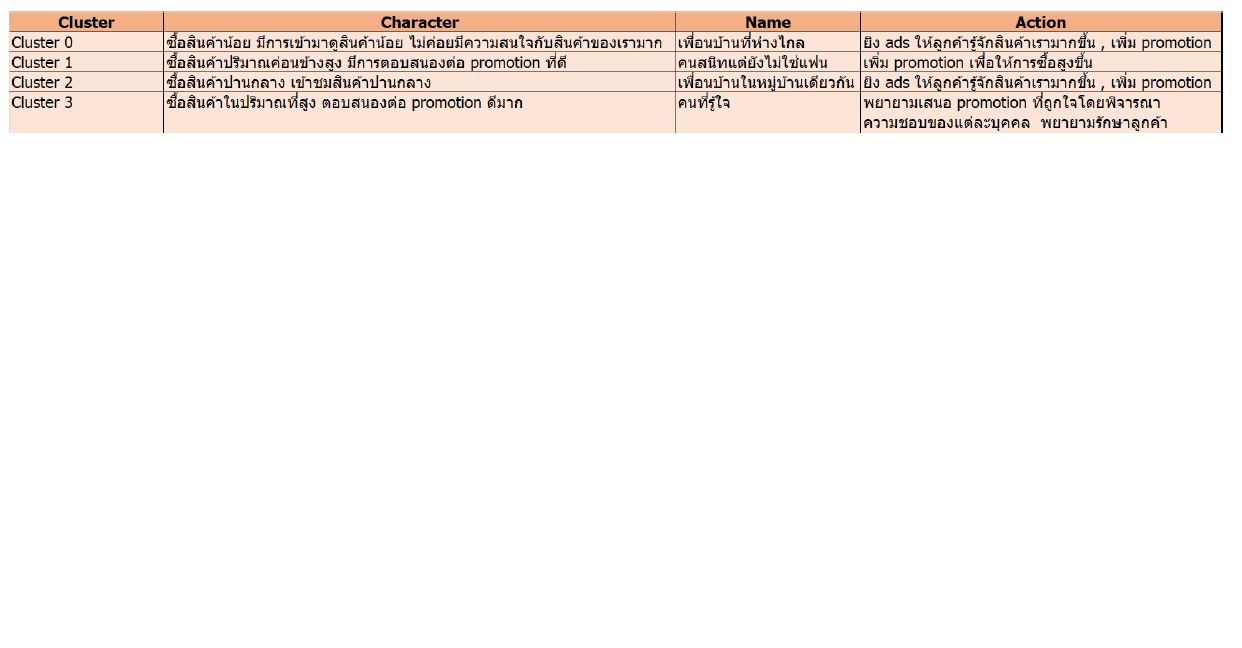 Cluster Character Name Action
Cluster 0 ซื้อสินค้าน้อย มีการเข้ามาดูสินค้าน้อย ไม่ค่อยมีความสนใจกับสินค้าของเรามาก เพื่อนบ้านที่ห่างไกล ยิง ads ให้ลูกค้ารู้จักสินค้าเรามากขึ้น , เพิ่ม promotion
Cluster 1 ซื้อสินค้าปริมาณค่อนข้างสูง มีการตอบสนองต่อ promotion ที่ดี คนสนิทแต่ยังไม่ใช่แฟน เพิ่ม promotion เพื่อให้การซื้อสูงขึ้น
Cluster 2 ซื้อสินค้าปานกลาง เข้าชมสินค้าปานกลาง เพื่อนบ้านในหมู่บ้านเดียวกัน ยิง ads ให้ลูกค้ารู้จักสินค้าเรามากขึ้น , เพิ่ม promotion
Cluster 3 ซื้อสินค้าในปริมาณที่สูง ตอบสนองต่อ promotion ดีมาก คนที่รู้ใจ พยายามเสนอ promotion ที่ถูกใจโดยพิจารณา
ความชอบของแต่ละบุคคล พยายามรักษาลูกค้า